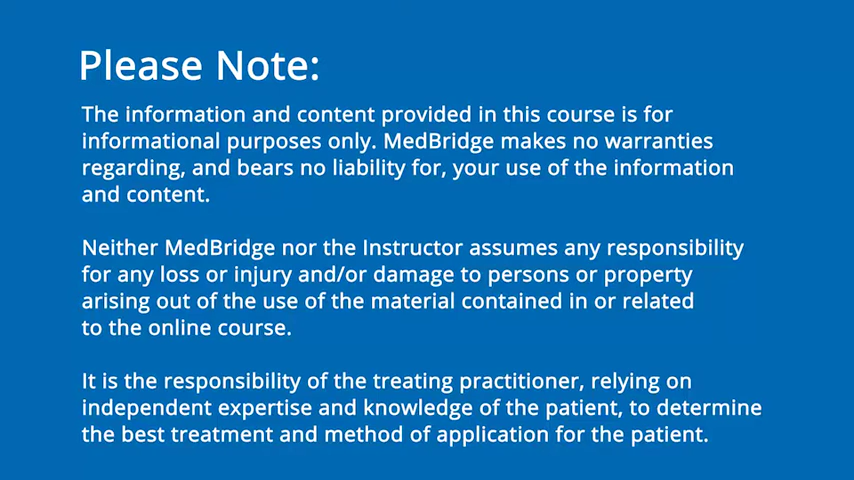 Please Note:
The information and content provided in this course is for
informational purposes only. MedBridge makes no warranties
regarding, and bears no liability for, your use of the information
and content.
Neither MedBridge nor the Instructor assumes any responsibility
for any loss or injury and/or damage to persons or property
arising out of the use of the material contained in or related
to the online course.
It is the responsibility of the treating practitioner, relying on
independent expertise and knowledge of the patient, to determine
the best treatment and method of application for the patient.